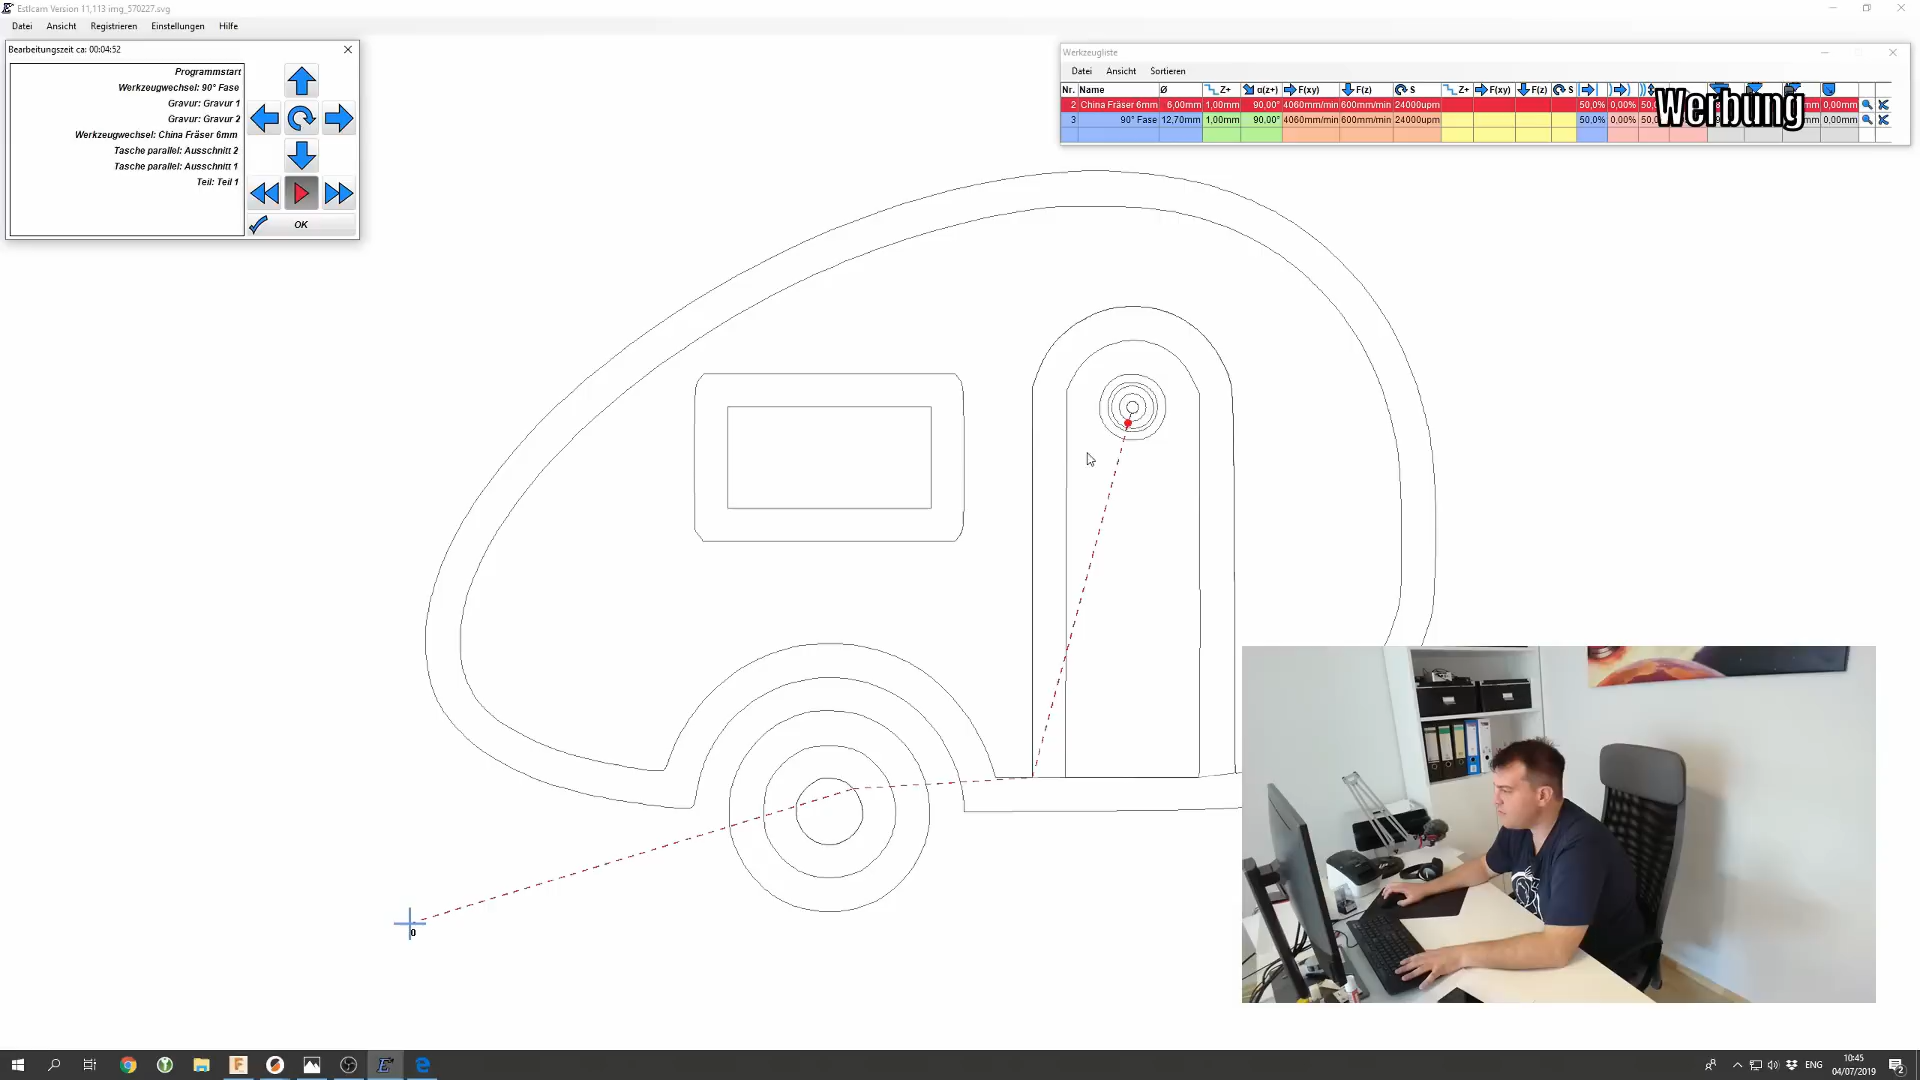 Estlcam Version 11,113 img_570227.svg
Datei Ansicht Registrieren Einstellungen Hilfe
Bearbeitungszeit ca: 00:04:52
Programmstart
Werkzeugwechsel: 90° Fase
Gravur: Gravur 1
Gravur: Gravur 2
Werkzeugwechsel: China Fräser 6mm
Tasche parallel: Ausschnitt 2
Tasche parallel: Ausschnitt 1
Teil: Teil 1
OK
Werkzeugliste
Datei Ansicht Sortieren
Nr. Name Ø Z+ α(z+) F(xy) F(z) S Z+ F(xy) F(z) S
2 China Fräser 6mm 6,00mm 1,00mm 90,00° 4060mm/min 600mm/min 24000upm 50,0% 0,00% 0,00mm
3 90° Fase 12,70mm 1,00mm 90,00° 4060mm/min 600mm/min 24000upm 50,0% 0,00% 0,00mm
Werbung
0
ENG
10:45
04/07/2019
2